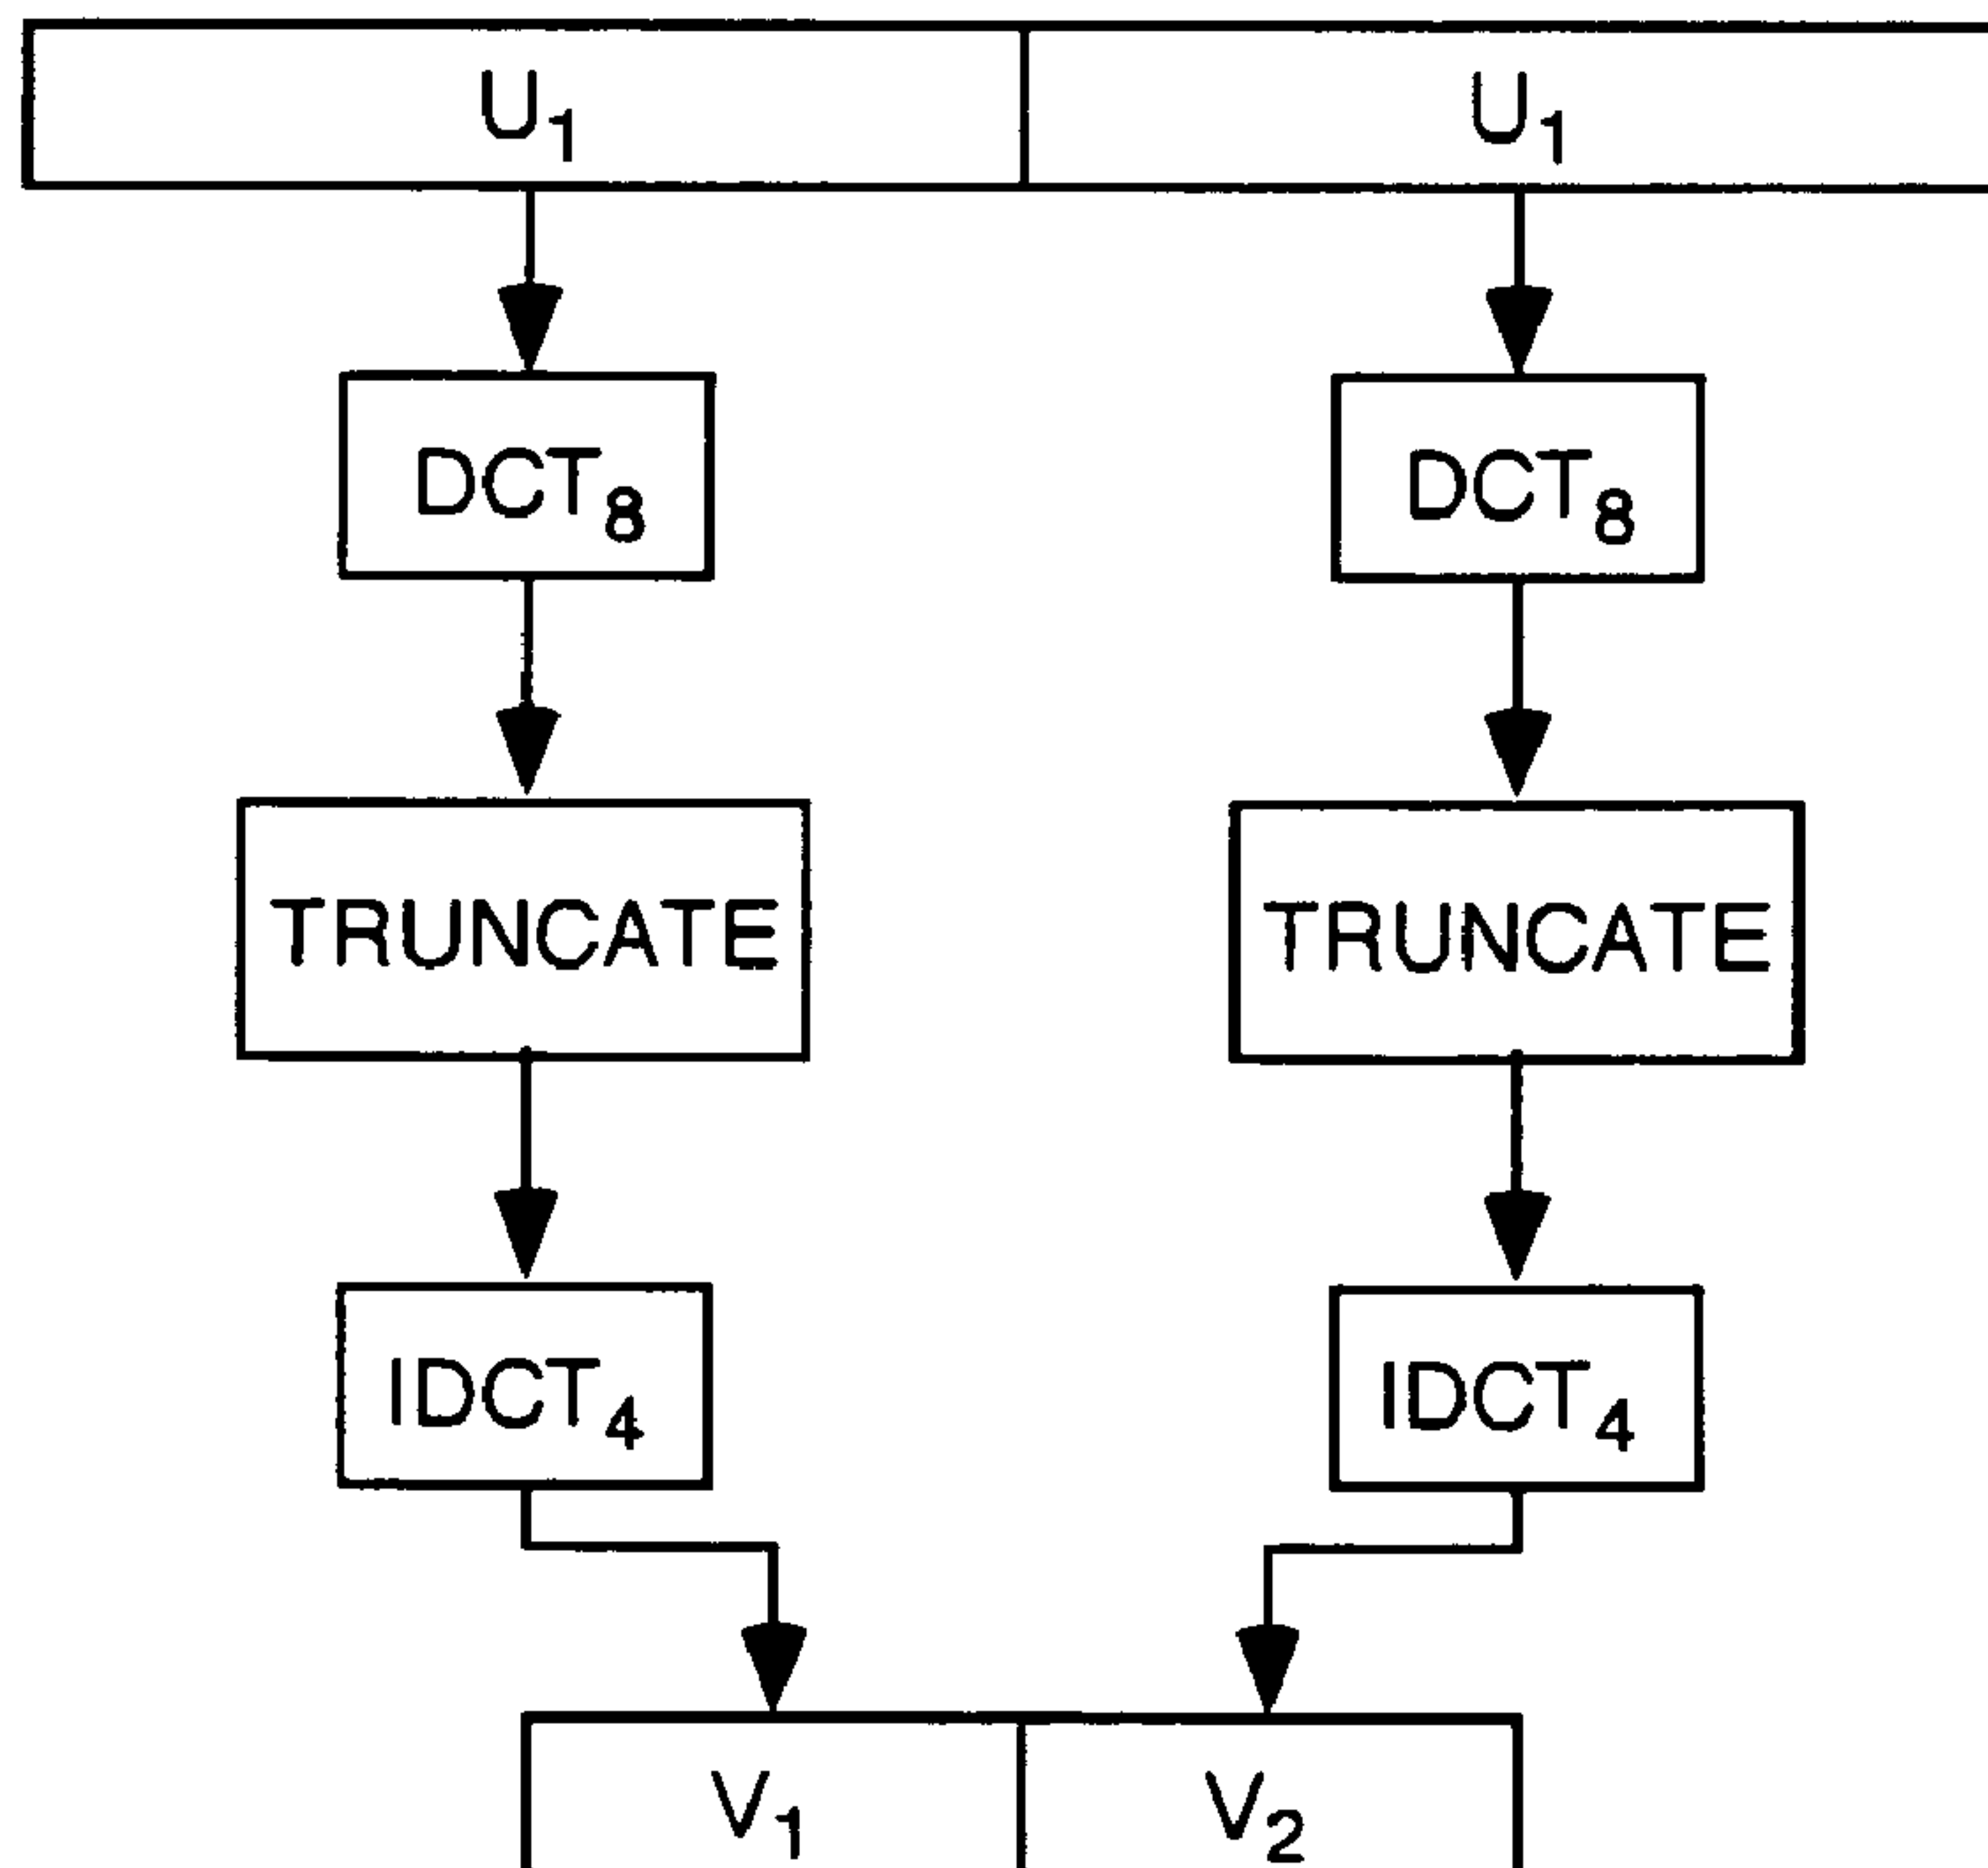 U₁ U₁
DCT₈ DCT₈
TRUNCATE TRUNCATE
IDCT₄ IDCT₄
V₁ V₂